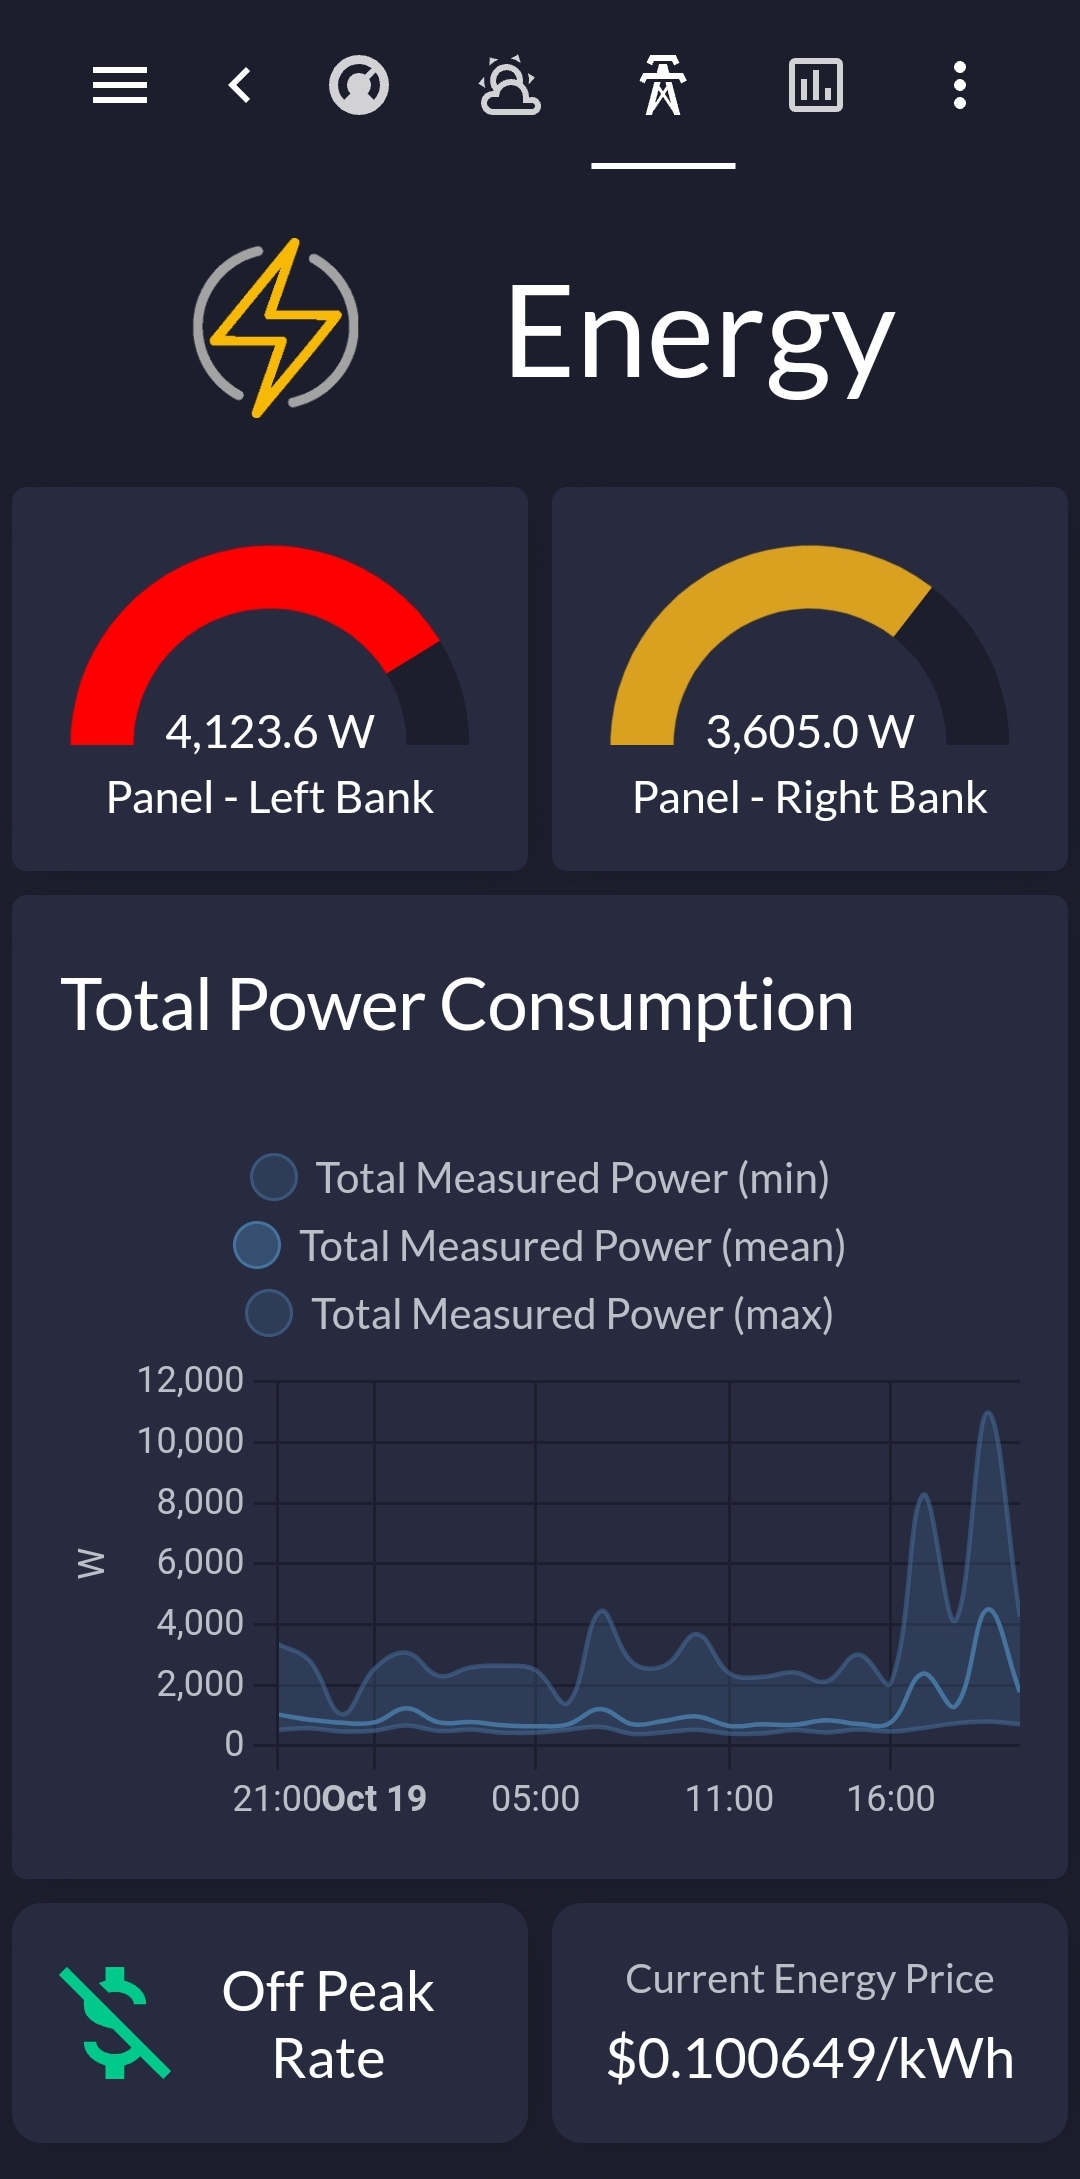 Energy
4,123.6 W
Panel - Left Bank
3,605.0 W
Panel - Right Bank
Total Power Consumption
Total Measured Power (min)
Total Measured Power (mean)
Total Measured Power (max)
12,000
10,000
8,000
6,000
4,000
2,000
0
W
21:00 Oct 19 05:00 11:00 16:00
Off Peak
Rate
Current Energy Price
$0.100649/kWh